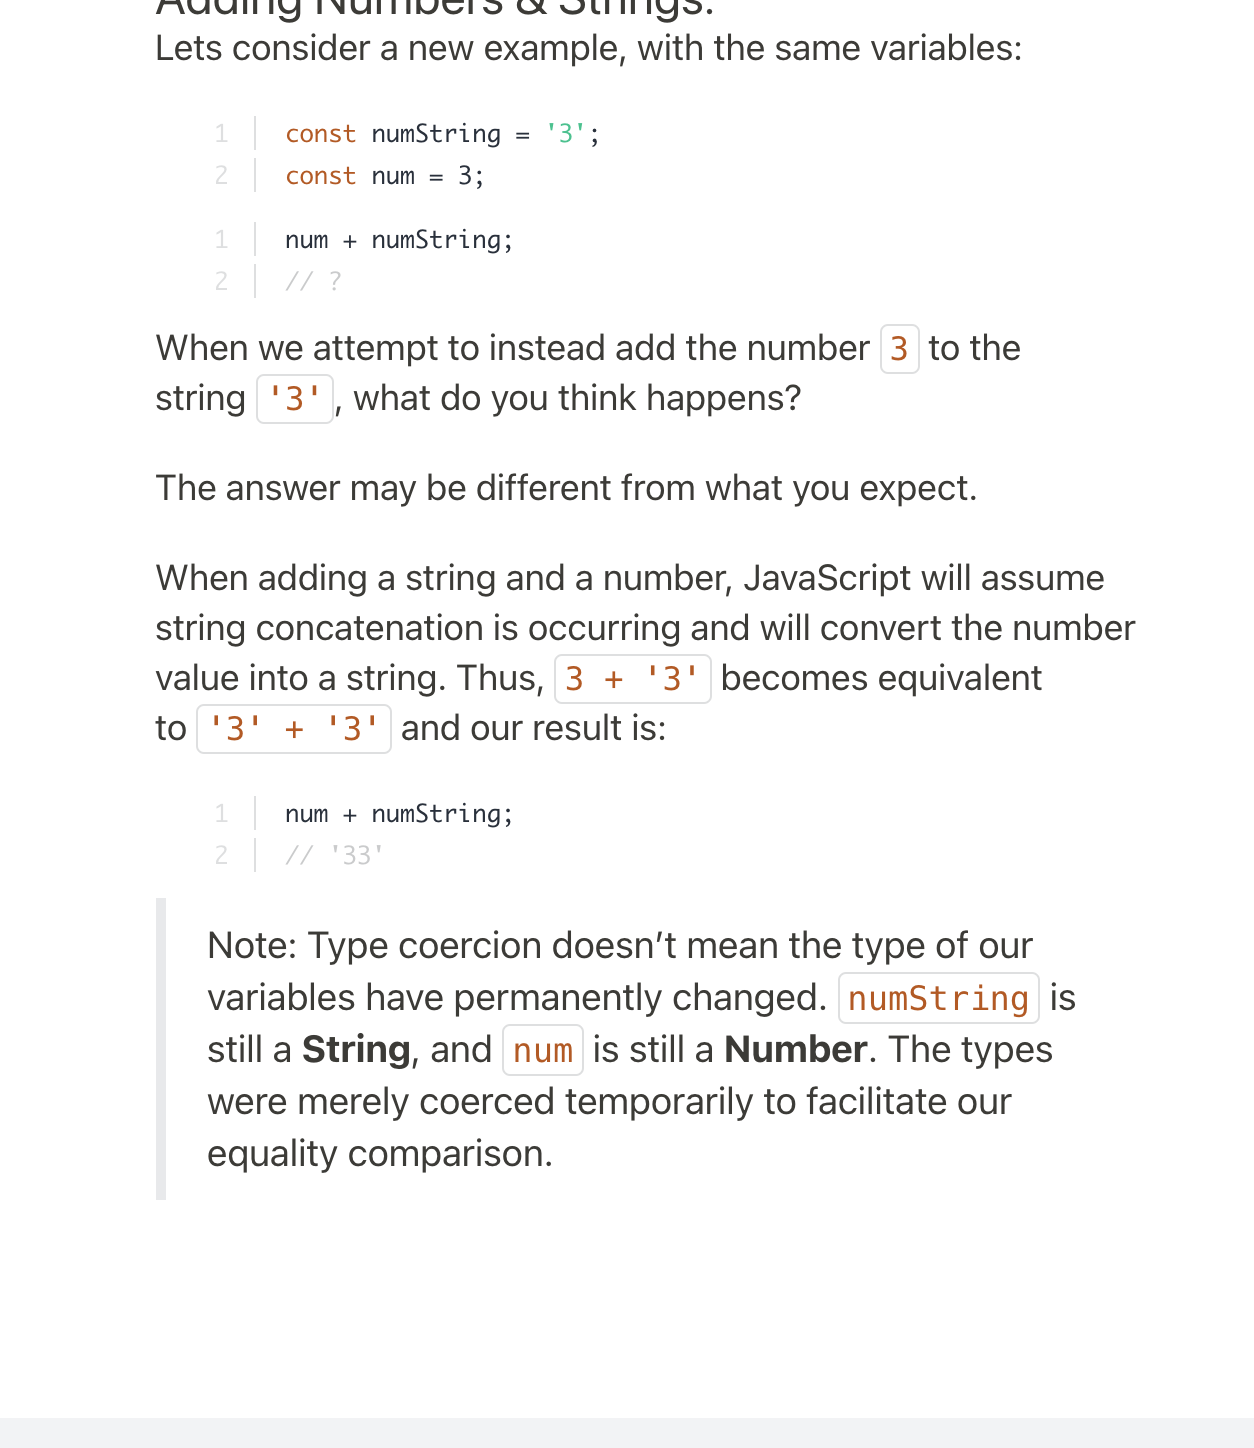 Adding Numbers & Strings:
Lets consider a new example, with the same variables:
1 const numString = '3';
2 const num = 3;
1 num + numString;
2 // ?
When we attempt to instead add the number 3 to the
string '3', what do you think happens?
The answer may be different from what you expect.
When adding a string and a number, JavaScript will assume
string concatenation is occurring and will convert the number
value into a string. Thus, 3 + '3' becomes equivalent
to '3' + '3' and our result is:
1 num + numString;
2 // '33'
Note: Type coercion doesn’t mean the type of our
variables have permanently changed. numString is
still a String, and num is still a Number. The types
were merely coerced temporarily to facilitate our
equality comparison.